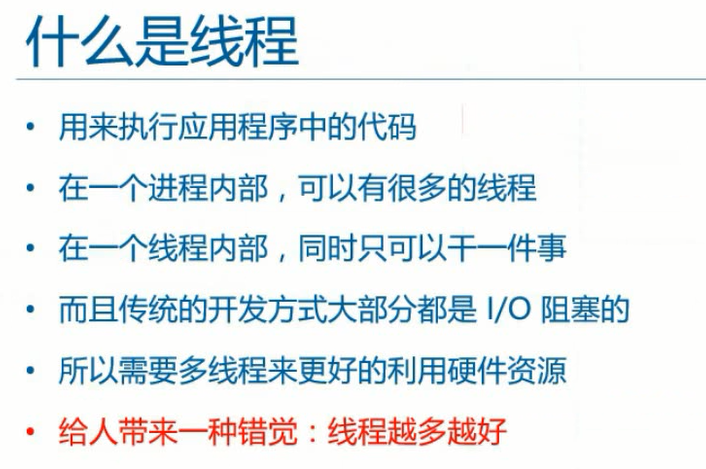 什么是线程
• 用来执行应用程序中的代码
• 在一个进程内部，可以有很多的线程
• 在一个线程内部，同时只可以干一件事
• 而且传统的开发方式大部分都是 I/O 阻塞的
• 所以需要多线程来更好的利用硬件资源
• 给人带来一种错觉：线程越多越好